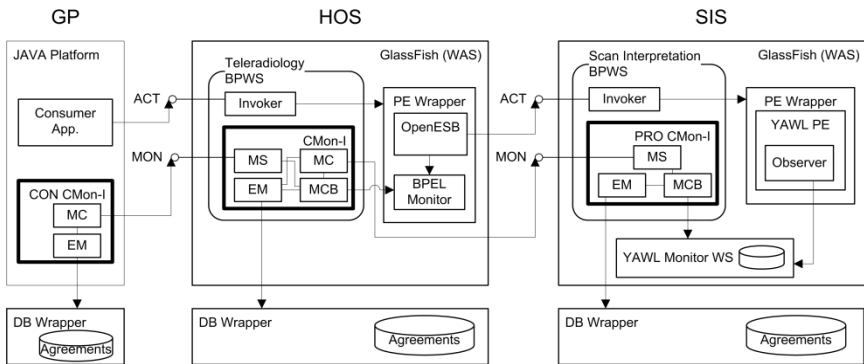 GP
HOS
SIS
JAVA Platform
Consumer
App.
CON CMon-I
MC
EM
DB Wrapper
Agreements
ACT
MON
GlassFish (WAS)
Teleradiology
BPWS
Invoker
CMon-I
MS
MC
EM
MCB
PE Wrapper
OpenESB
BPEL
Monitor
DB Wrapper
Agreements
ACT
MON
GlassFish (WAS)
Scan Interpretation
BPWS
Invoker
PRO CMon-I
MS
EM
MCB
PE Wrapper
YAWL PE
Observer
YAWL Monitor WS
DB Wrapper
Agreements